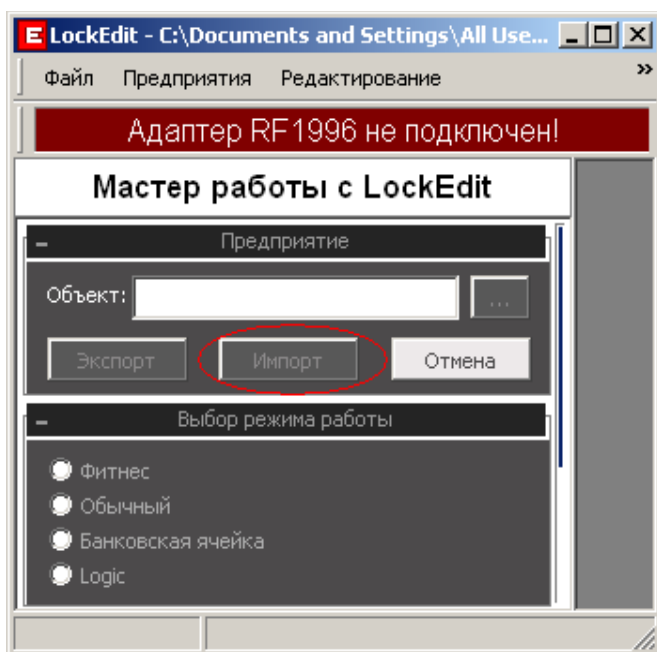 E LockEdit - C:\Documents and Settings\All Use...
Файл Предприятия Редактирование »
Адаптер RF1996 не подключен!
Мастер работы с LockEdit
Предприятие
Объект: ...
Экспорт Импорт Отмена
Выбор режима работы
Фитнес
Обычный
Банковская ячейка
Logic